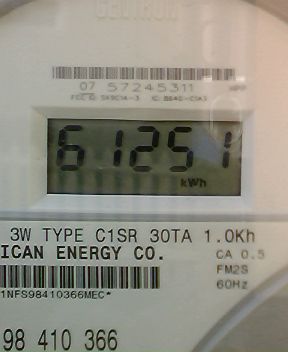 CENTRON
07 57245311
61251
kWh
3W TYPE C1SR 30TA 1.0Kh
ICAN ENERGY CO.
CA 0.5
FM2S
60Hz
1NFS98410366MEC*
98 410 366